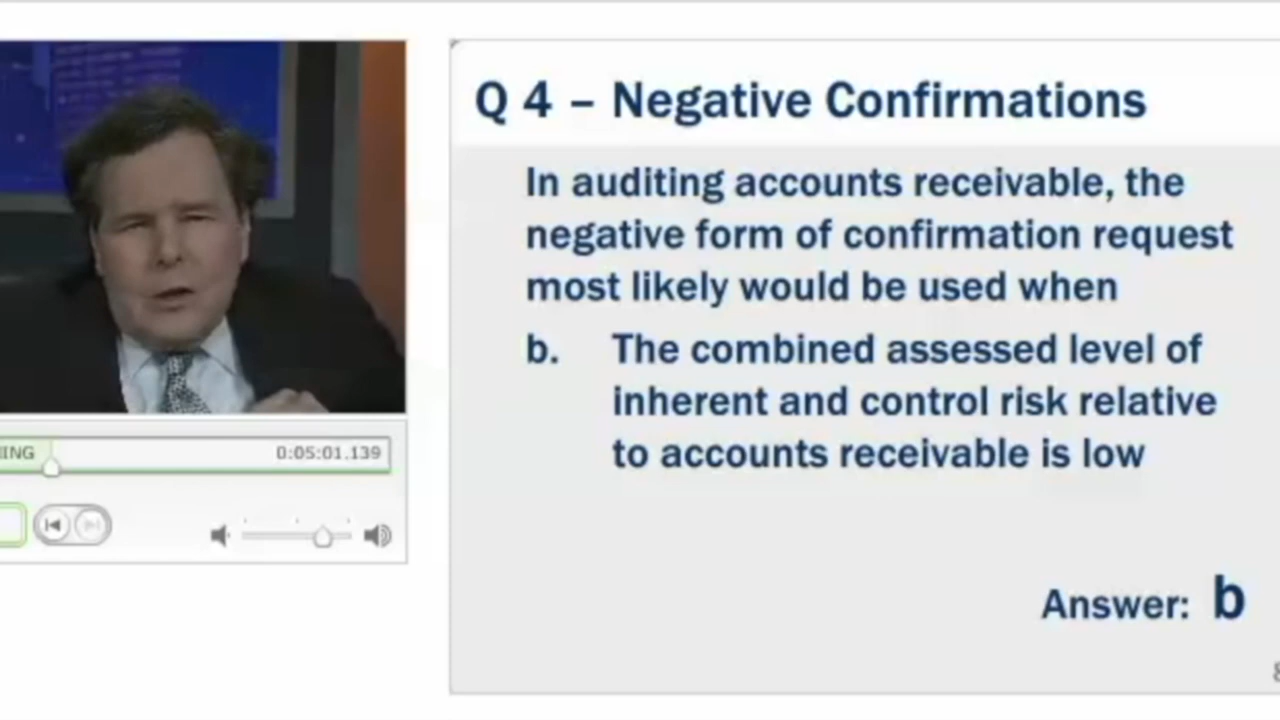 Q 4 – Negative Confirmations
In auditing accounts receivable, the
negative form of confirmation request
most likely would be used when
b. The combined assessed level of
inherent and control risk relative
to accounts receivable is low
Answer: b
0:05:01.139